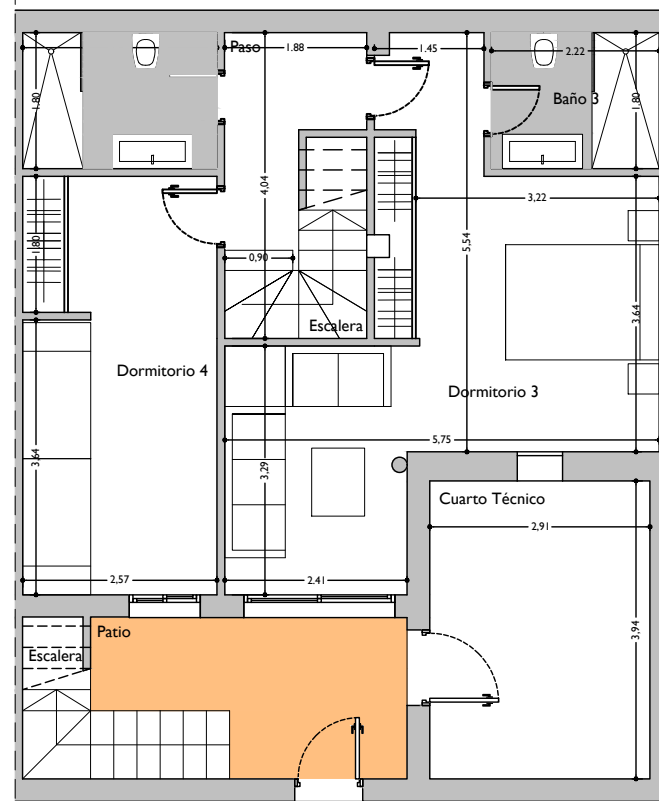 Paso
1.88
1.45
2.22
1.80
Baño 3
1.80
4,04
3,22
1.80
5,54
0,90
3,64
Escalera
Dormitorio 4
Dormitorio 3
5,75
3,64
3,29
Cuarto Técnico
2,91
2,57
2.41
Patio
3,94
Escalera